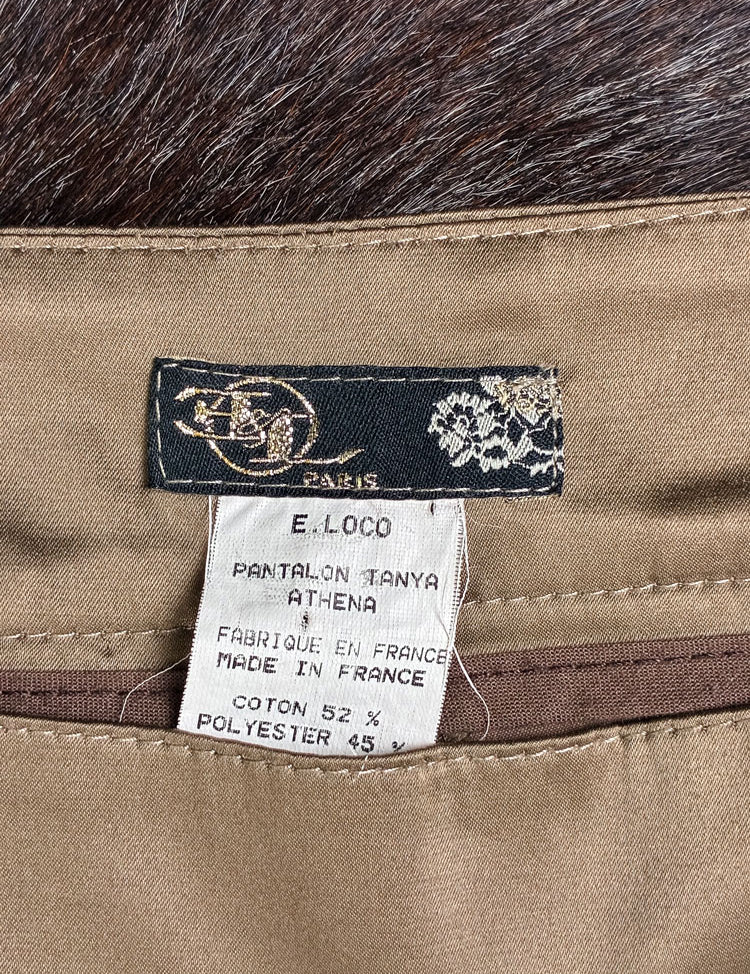 PARIS
E.LOCO
PANTALON TANYA
ATHENA
FABRIQUE EN FRANCE
MADE IN FRANCE
COTON 52 %
POLYESTER 45 %